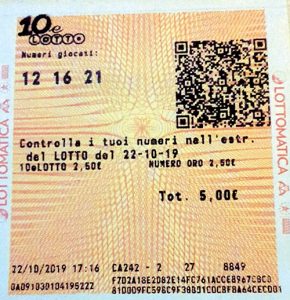 10e
LOTTO
Numeri giocati:
12 16 21
Controlla i tuoi numeri nell'estr.
del LOTTO del 22-10-19
10eLOTTO 2,50€ NUMERO ORO 2,50€
Tot. 5,00€
22/10/2019 17:16 CA242 - 2 27 8849
LOTTOMATICA
LOTTOMATICA